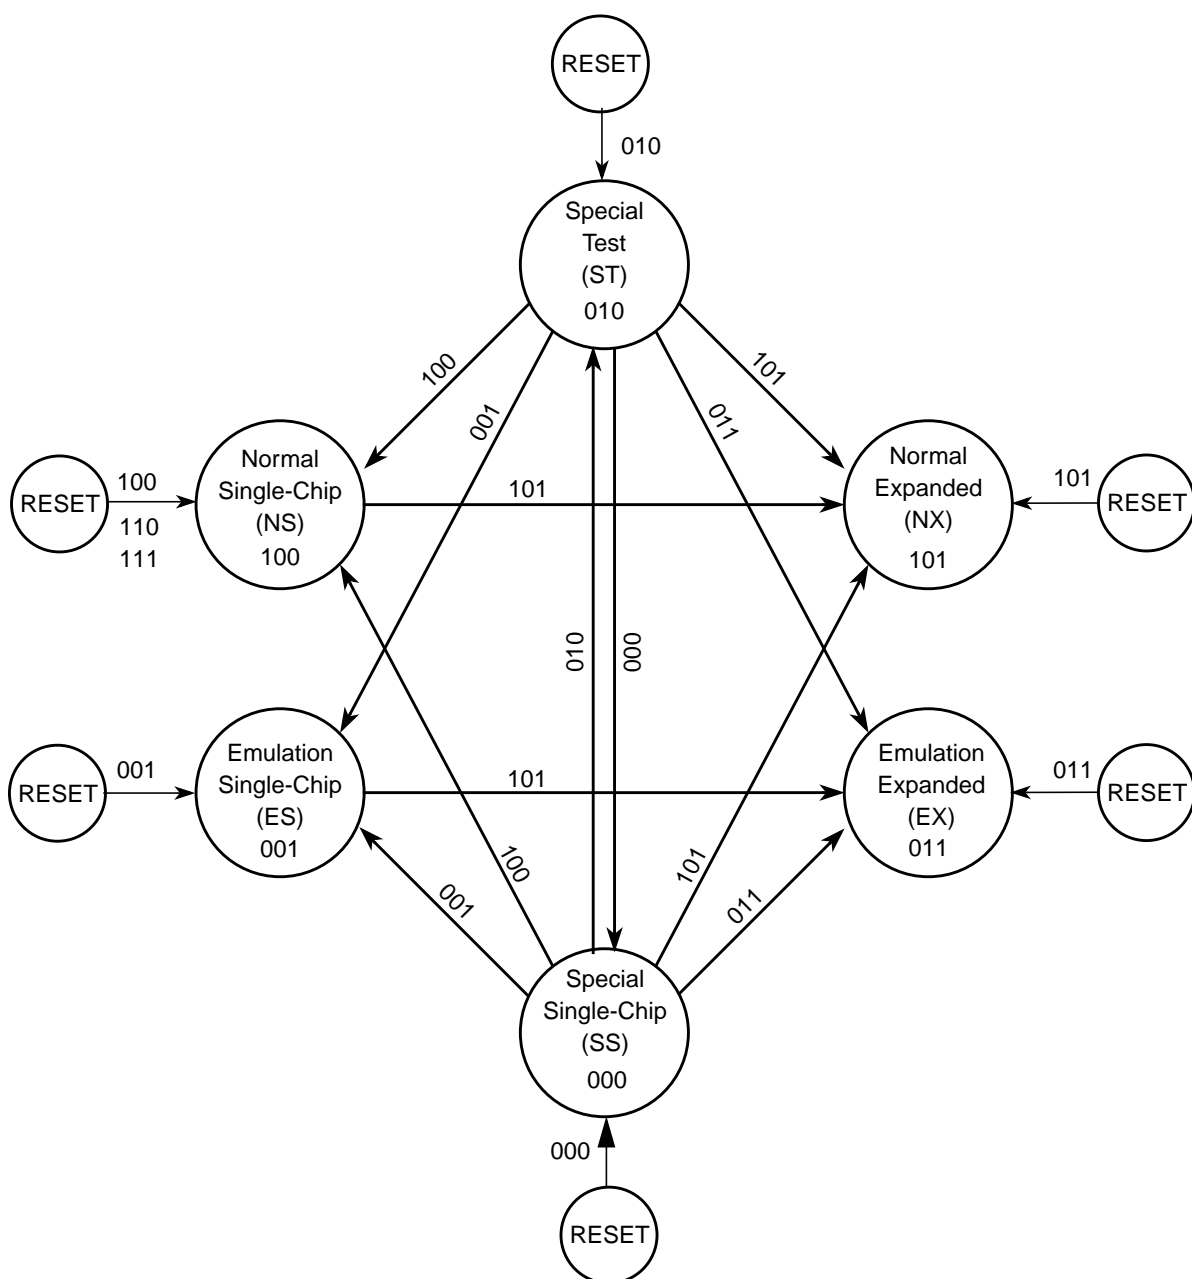 RESET
010
Special
Test
(ST)
010
100
101
001
011
Normal
Single-Chip
(NS)
100
Normal
Expanded
(NX)
101
RESET
100
110
111
101
101
RESET
010
000
Emulation
Single-Chip
(ES)
001
Emulation
Expanded
(EX)
011
RESET
001
101
011
RESET
100
101
001
011
Special
Single-Chip
(SS)
000
000
RESET